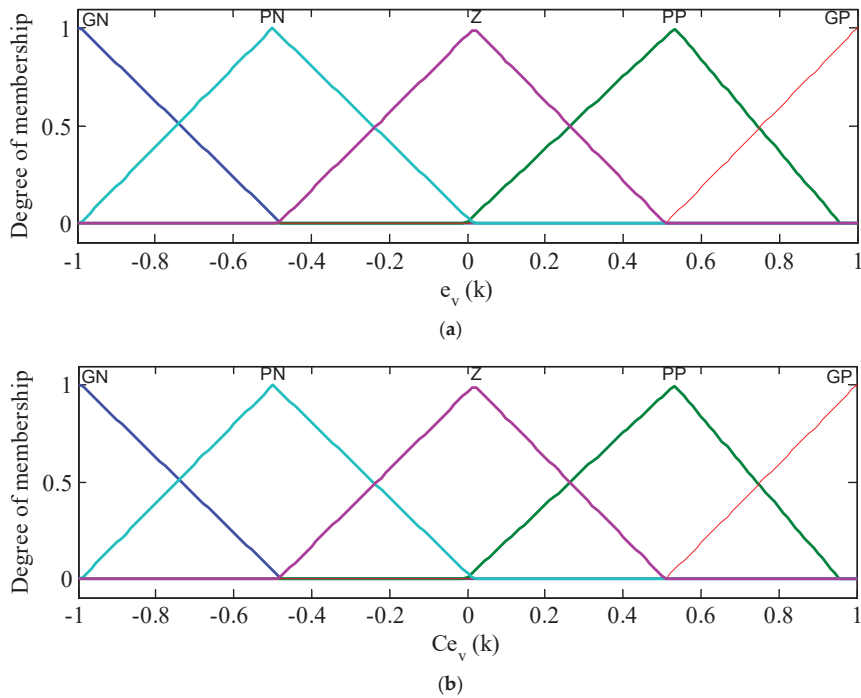 GN PN Z PP GP
1
0.5
0
Degree of membership
-1 -0.8 -0.6 -0.4 -0.2 0 0.2 0.4 0.6 0.8 1
e_v (k)
(a)
GN PN Z PP GP
1
0.5
0
Degree of membership
-1 -0.8 -0.6 -0.4 -0.2 0 0.2 0.4 0.6 0.8 1
Ce_v (k)
(b)